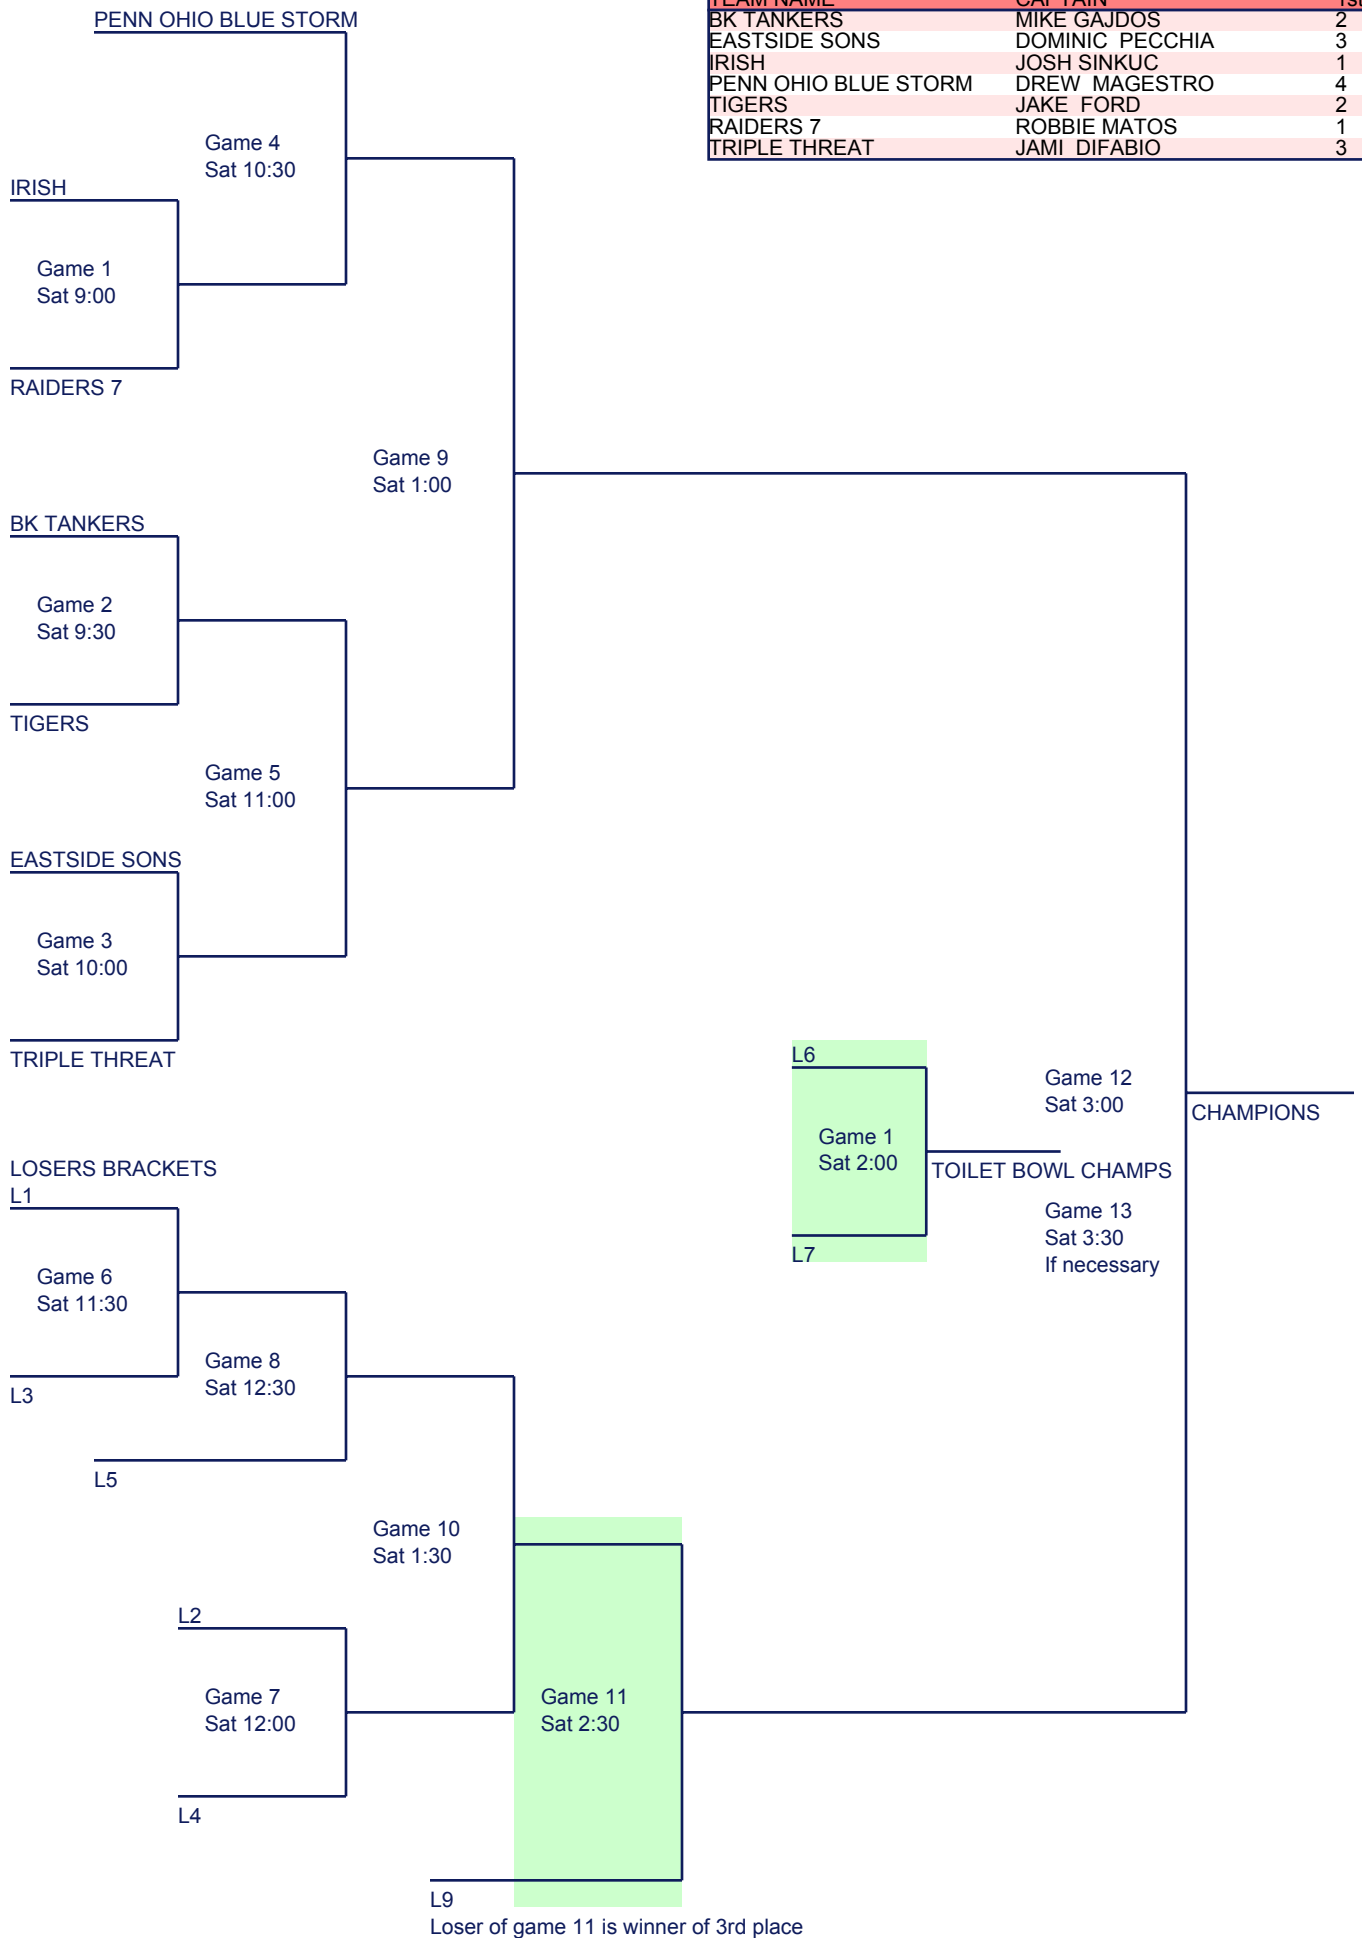 TEAM NAME CAPTAIN 1st
BK TANKERS MIKE GAJDOS 2
EASTSIDE SONS DOMINIC PECCHIA 3
IRISH JOSH SINKUC 1
PENN OHIO BLUE STORM DREW MAGESTRO 4
TIGERS JAKE FORD 2
RAIDERS 7 ROBBIE MATOS 1
TRIPLE THREAT JAMI DIFABIO 3
PENN OHIO BLUE STORM
Game 4
Sat 10:30
IRISH
Game 1
Sat 9:00
RAIDERS 7
Game 9
Sat 1:00
BK TANKERS
Game 2
Sat 9:30
TIGERS
Game 5
Sat 11:00
EASTSIDE SONS
Game 3
Sat 10:00
TRIPLE THREAT
L6
Game 1
Sat 2:00
L7
TOILET BOWL CHAMPS
Game 12
Sat 3:00
CHAMPIONS
Game 13
Sat 3:30
If necessary
LOSERS BRACKETS
L1
Game 6
Sat 11:30
L3
Game 8
Sat 12:30
L5
Game 10
Sat 1:30
L2
Game 7
Sat 12:00
L4
Game 11
Sat 2:30
L9
Loser of game 11 is winner of 3rd place